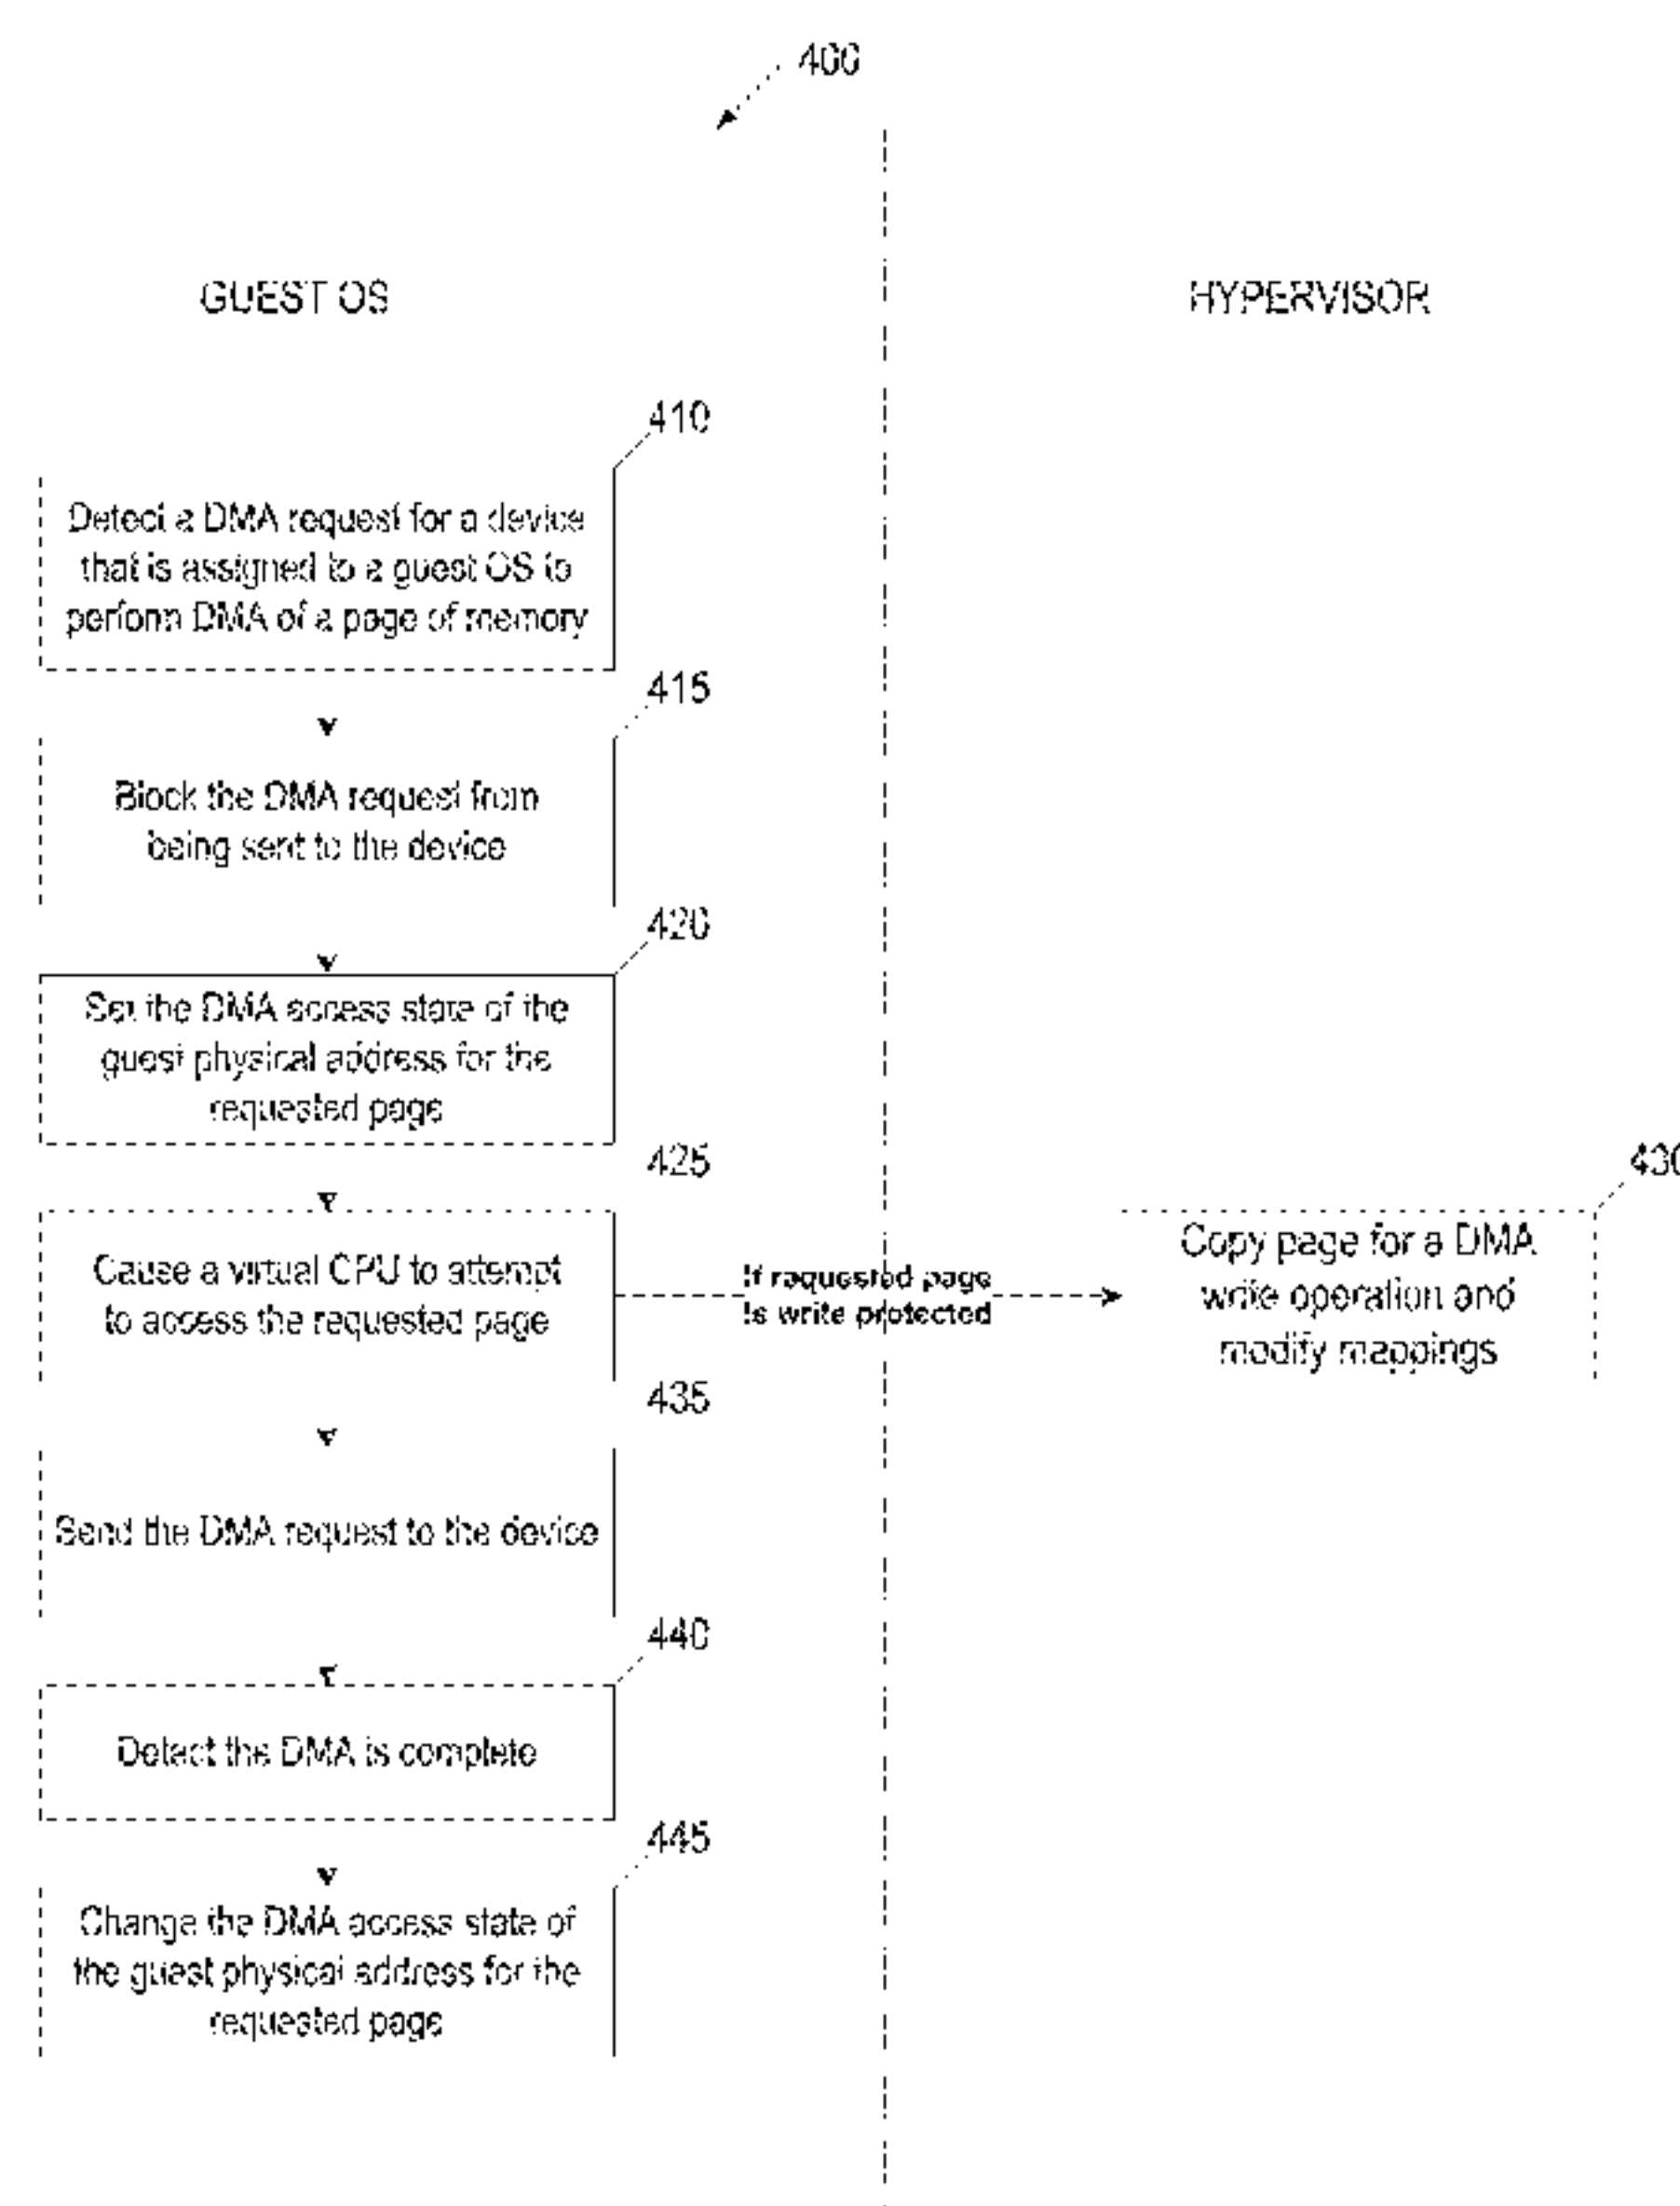 400
GUEST OS
HYPERVISOR
410
Detect a DMA request for a device
that is assigned to a guest OS to
perform DMA of a page of memory
415
Block the DMA request from
being sent to the device
420
Set the DMA access state of the
guest physical address for the
requested page
425
Cause a virtual CPU to attempt
to access the requested page
If requested page
is write protected
430
Copy page for a DMA
write operation and
modify mappings
435
Send the DMA request to the device
440
Detect the DMA is complete
445
Change the DMA access state of
the guest physical address for the
requested page